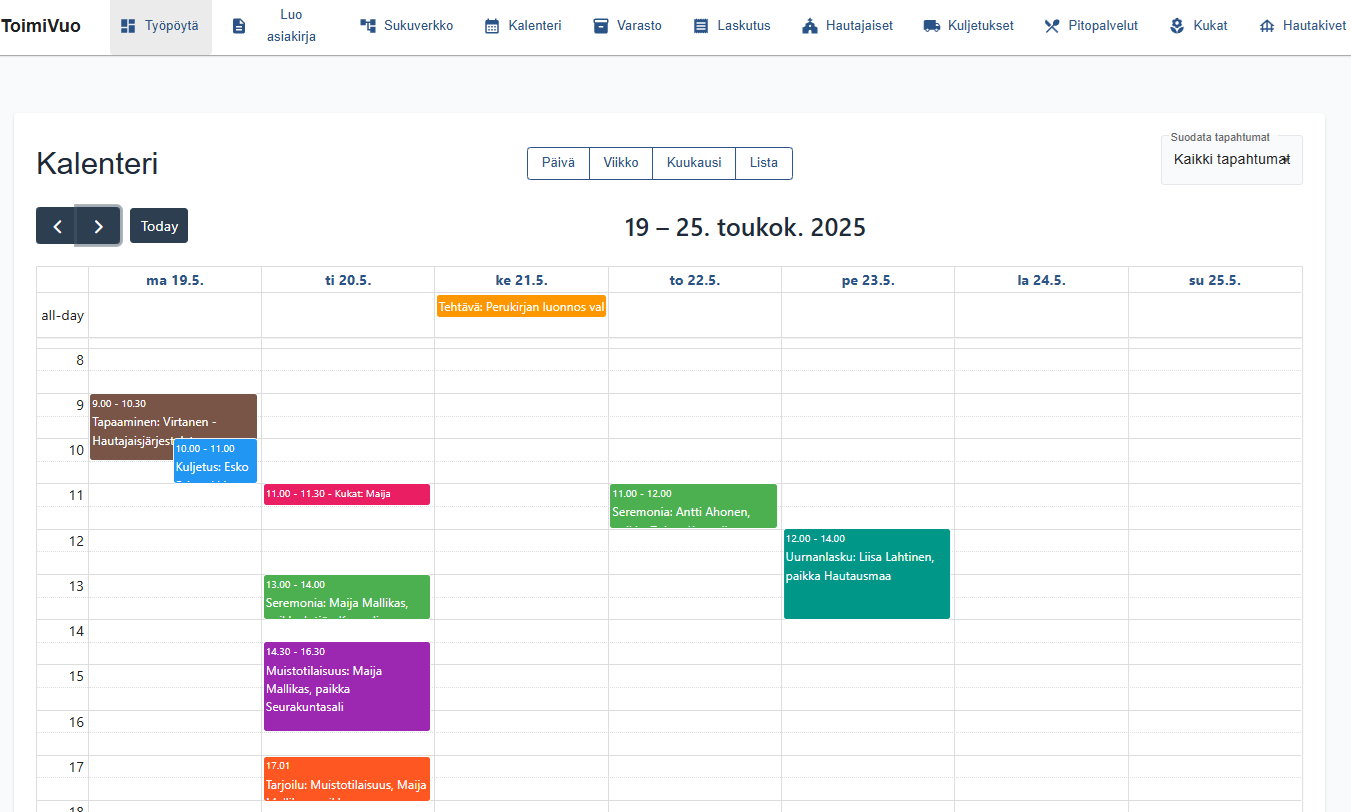 ToimiVuo
Työpöytä
Luo
asiakirja
Sukuverkko
Kalenteri
Varasto
Laskutus
Hautajaiset
Kuljetukset
Pitopalvelut
Kukat
Hautakivet
Kalenteri
Päivä
Viikko
Kuukausi
Lista
Suodata tapahtumat
Kaikki tapahtumat
Today
19 – 25. toukok. 2025
ma 19.5.
ti 20.5.
ke 21.5.
to 22.5.
pe 23.5.
la 24.5.
su 25.5.
all-day
Tehtävä: Perukirjan luonnos val
8
9
9.00 - 10.30
Tapaaminen: Virtanen -
10
10.00 - 11.00
Kuljetus: Esko
11
11.00 - 11.30 - Kukat: Maija
11.00 - 12.00
Seremonia: Antti Ahonen,
12
12.00 - 14.00
Uurnanlasku: Liisa Lahtinen,
paikka Hautausmaa
13
13.00 - 14.00
Seremonia: Maija Mallikas,
14
14.30 - 16.30
Muistotilaisuus: Maija
Mallikas, paikka
Seurakuntasali
15
16
17
17.01
Tarjoilu: Muistotilaisuus, Maija
18